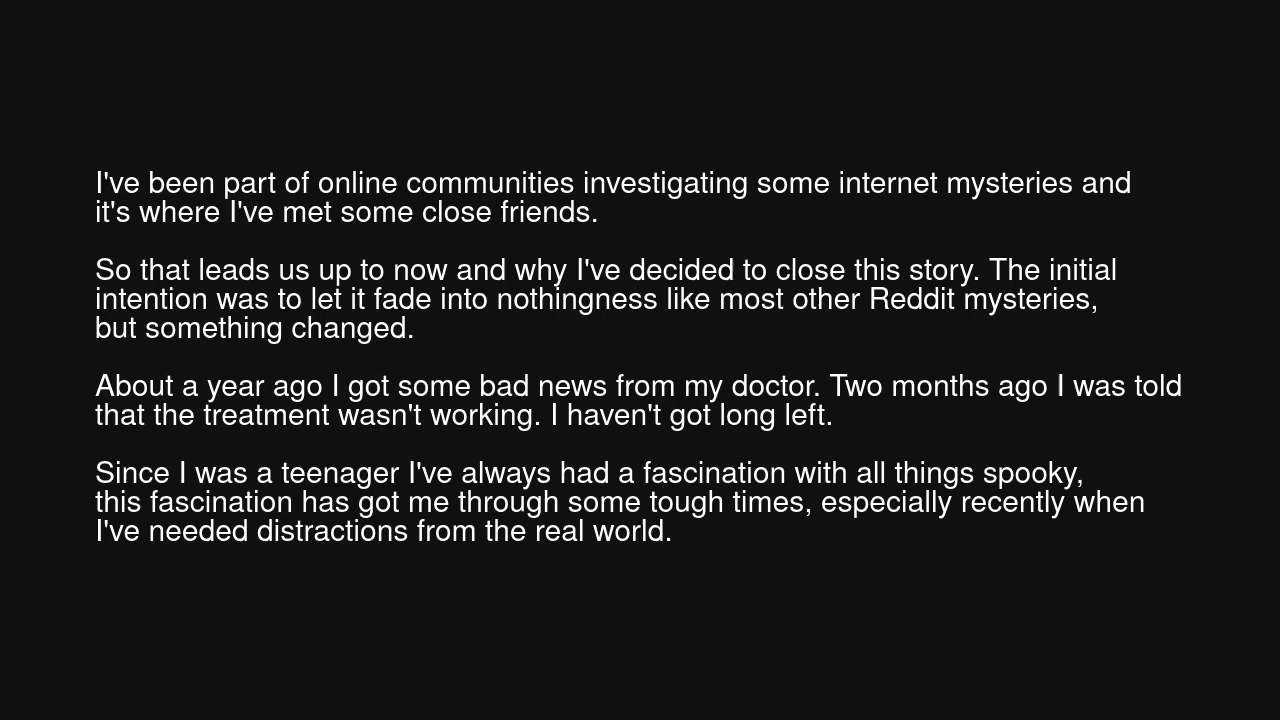 I've been part of online communities investigating some internet mysteries and
it's where I've met some close friends.
So that leads us up to now and why I've decided to close this story. The initial
intention was to let it fade into nothingness like most other Reddit mysteries,
but something changed.
About a year ago I got some bad news from my doctor. Two months ago I was told
that the treatment wasn't working. I haven't got long left.
Since I was a teenager I've always had a fascination with all things spooky,
this fascination has got me through some tough times, especially recently when
I've needed distractions from the real world.